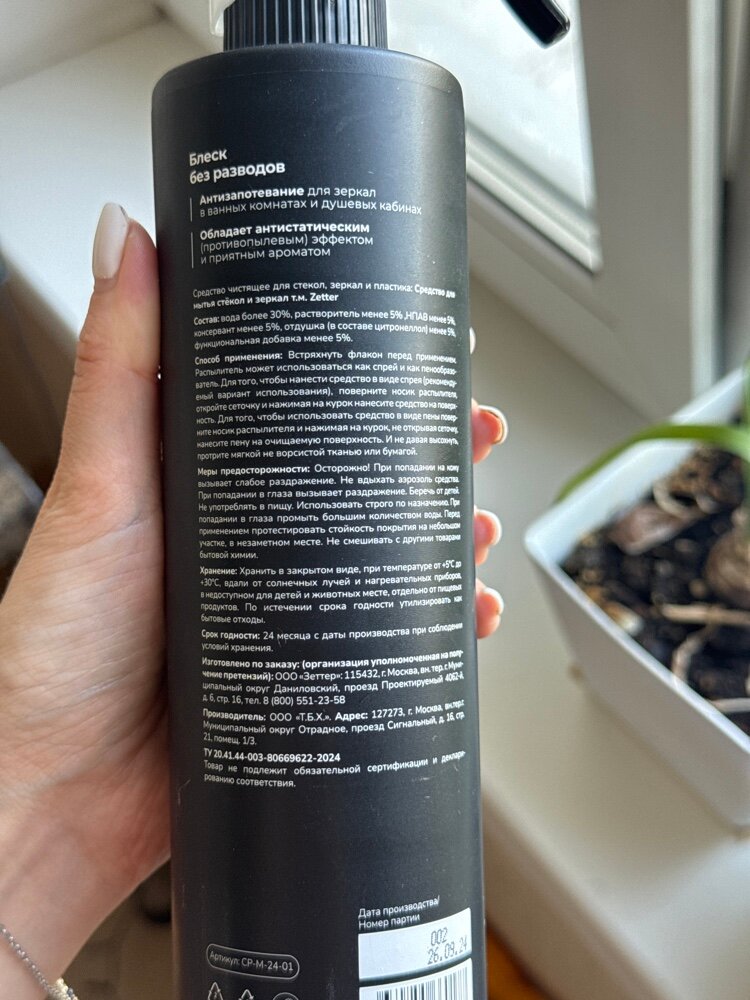 Блеск
без разводов
Антизапотевание для зеркал
в ванных комнатах и душевых кабинах
Обладает антистатическим
(противопылевым) эффектом
и приятным ароматом
Средство чистящее для стекол, зеркал и пластика: Средство для
мытья стёкол и зеркал т.м. Zetter
Состав: вода более 30%, растворитель менее 5% ,НПАВ менее 5%,
консервант менее 5%, отдушка (в составе цитронеллол) менее 5%,
функциональная добавка менее 5%.
Способ применения: Встряхнуть флакон перед применением.
Распылитель может использоваться как спрей и как пенообразо-
ватель. Для того, чтобы нанести средство в виде спрея (рекоменду-
емый вариант использования), поверните носик распылителя,
откройте сеточку и нажимая на курок нанесите средство на поверх-
ность. Для того, чтобы использовать средство в виде пены поверн-
ните носик распылителя и нажимая на курок, не открывая сеточку,
нанесите пену на очищаемую поверхность. И не давая высохнуть,
протрите мягкой не ворсистой тканью или бумагой.
Меры предосторожности: Осторожно! При попадании на кожу
вызывает слабое раздражение. Не вдыхать аэрозоль средства.
При попадании в глаза вызывает раздражение. Беречь от детей.
Не употреблять в пищу. Использовать строго по назначению. При
попадании в глаза промыть большим количеством воды. Перед
применением протестировать стойкость покрытия на небольшом
участке, в незаметном месте. Не смешивать с другими товарами
бытовой химии.
Хранение: Хранить в закрытом виде, при температуре от +5°C до
+30°C, вдали от солнечных лучей и нагревательных приборов,
в недоступном для детей и животных месте, отдельно от пищевых
продуктов. По истечении срока годности утилизировать как
бытовые отходы.
Срок годности: 24 месяца с даты производства при соблюдении
условий хранения.
Изготовлено по заказу: (организация уполномоченная на полу-
чение претензий): ООО «Зеттер»: 115432, г. Москва, вн. тер. г. Муни-
ципальный округ Даниловский, проезд Проектируемый 4062-й,
д. 6, стр. 16, тел. 8 (800) 551-23-58
Производитель: ООО «Т.Б.Х.». Адрес: 127273, г. Москва, вн.тер.г.
Муниципальный округ Отрадное, проезд Сигнальный, д. 16, стр.
21, помещ. 1/3.
ТУ 20.41.44-003-80669622-2024
Товар не подлежит обязательной сертификации и деклари-
рованию соответствия.
Дата производства/
Номер партии
002
26.09.24
Артикул: CP-M-24-01